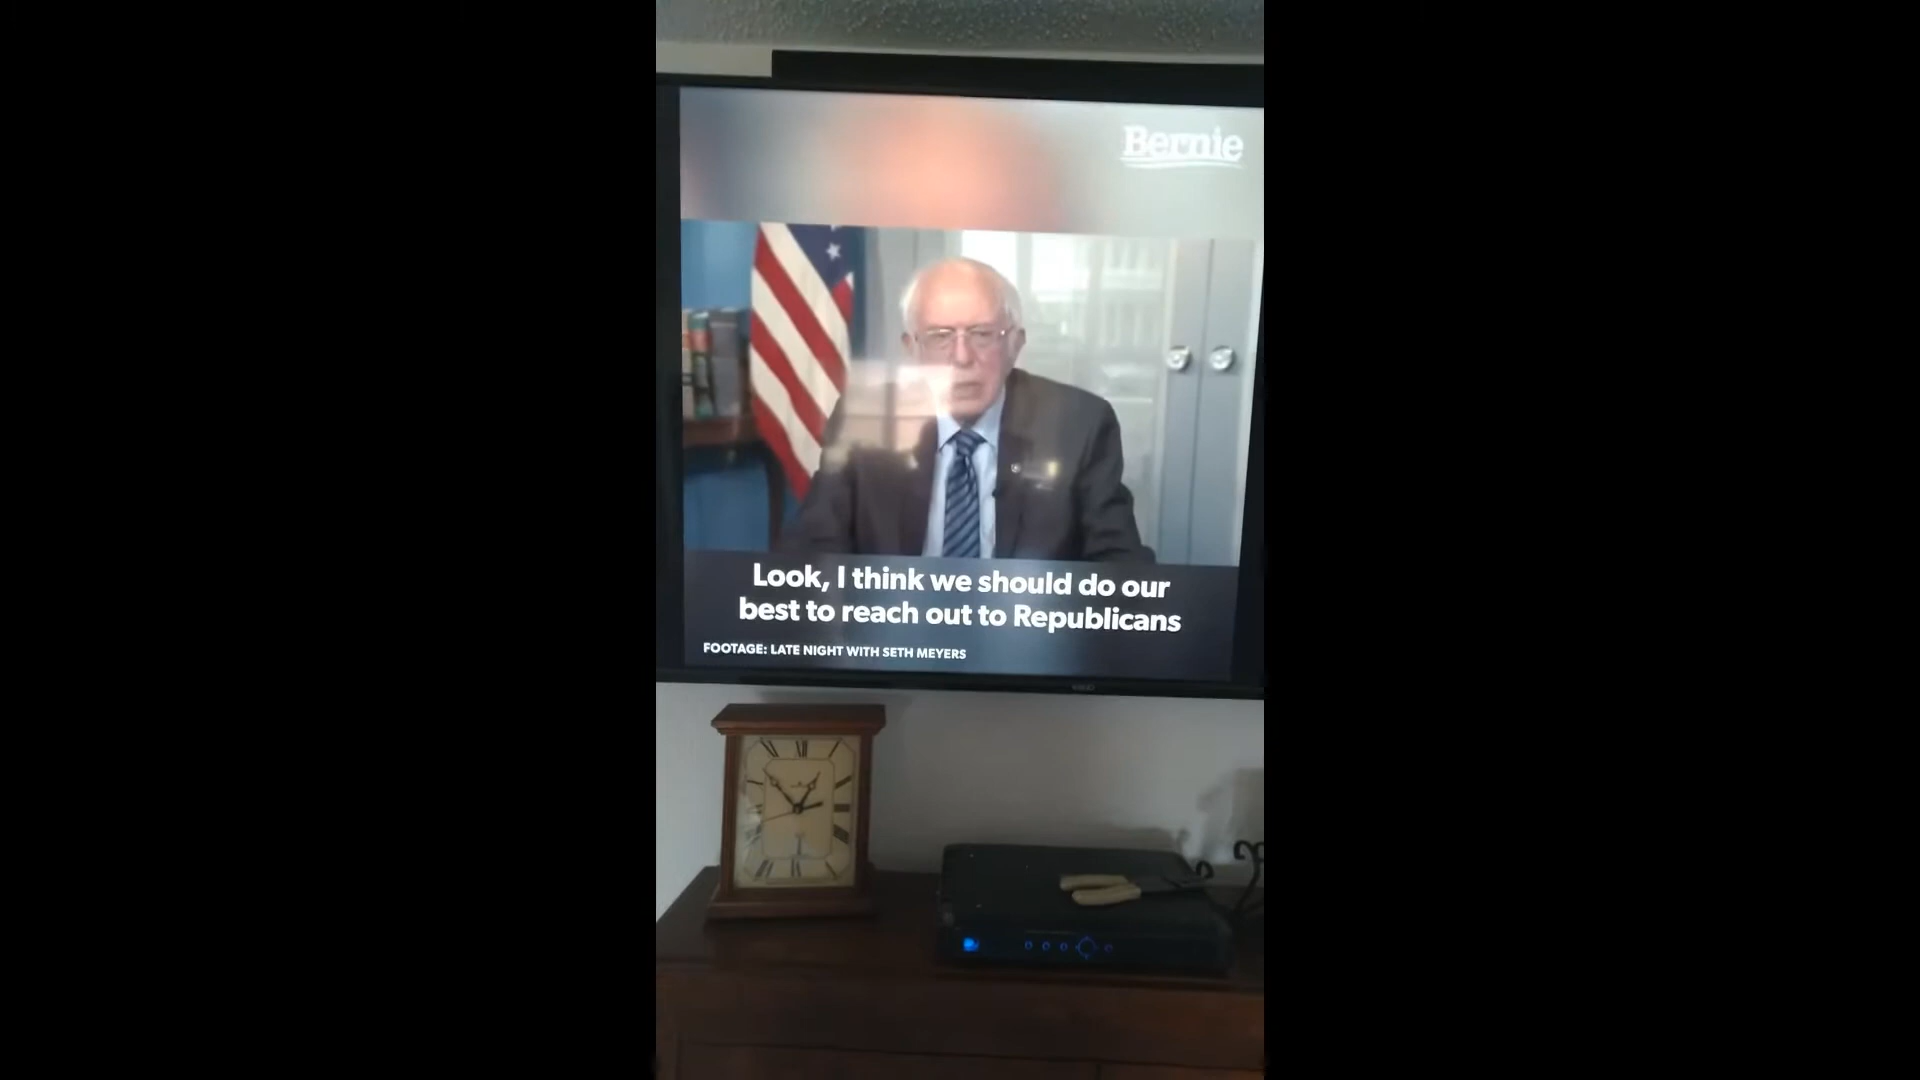 Bernie
Look, I think we should do our
best to reach out to Republicans
FOOTAGE: LATE NIGHT WITH SETH MEYERS